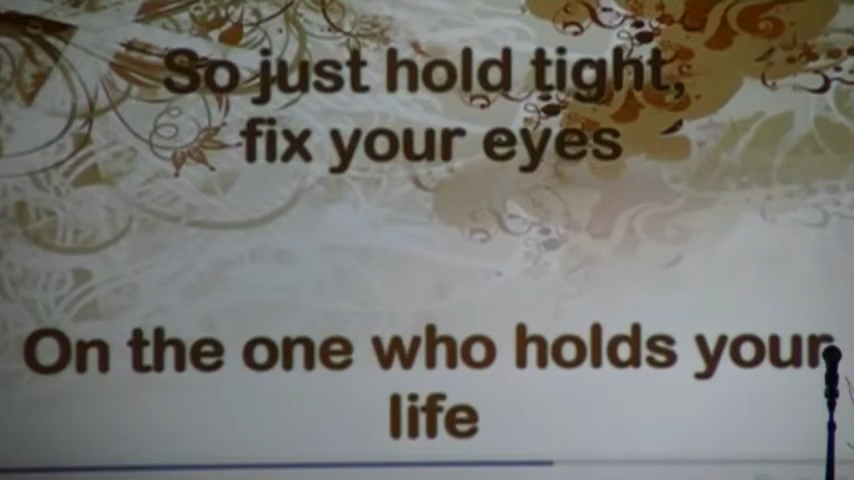 So just hold tight,
fix your eyes
On the one who holds your
life